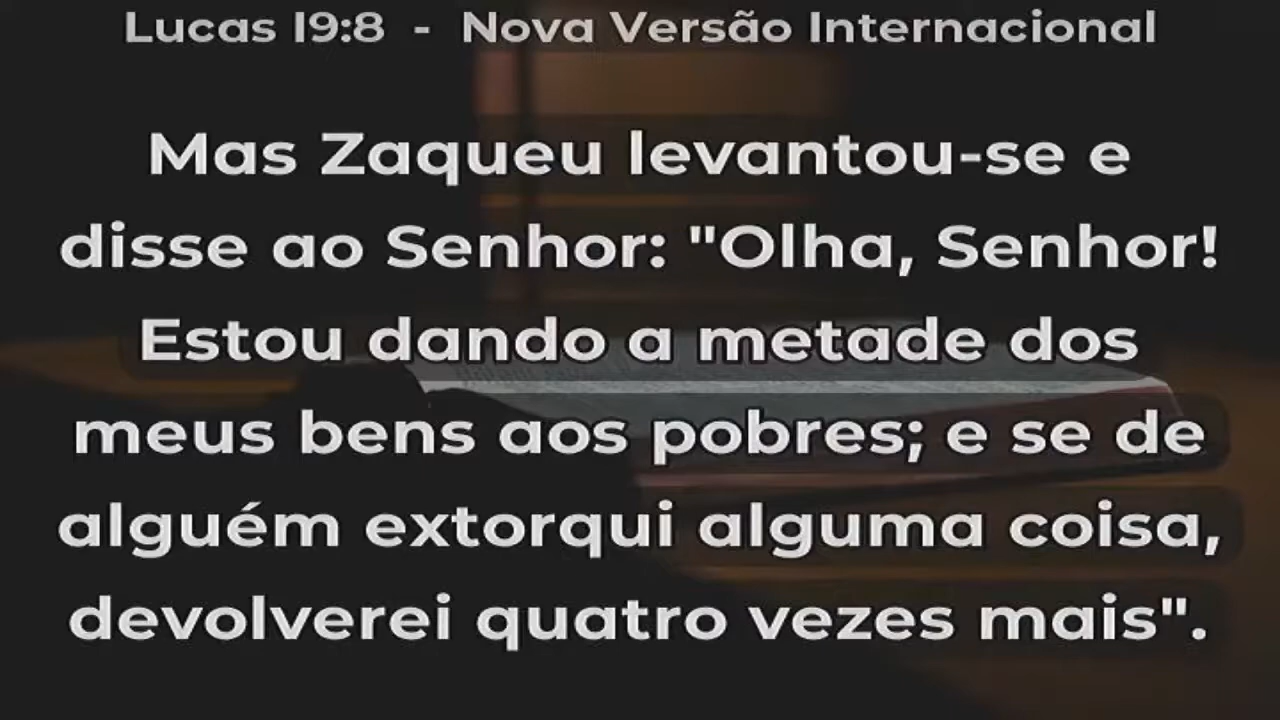 Lucas 19:8 - Nova Versão Internacional
Mas Zaqueu levantou-se e
disse ao Senhor: "Olha, Senhor!
Estou dando a metade dos
meus bens aos pobres; e se de
alguém extorqui alguma coisa,
devolverei quatro vezes mais".